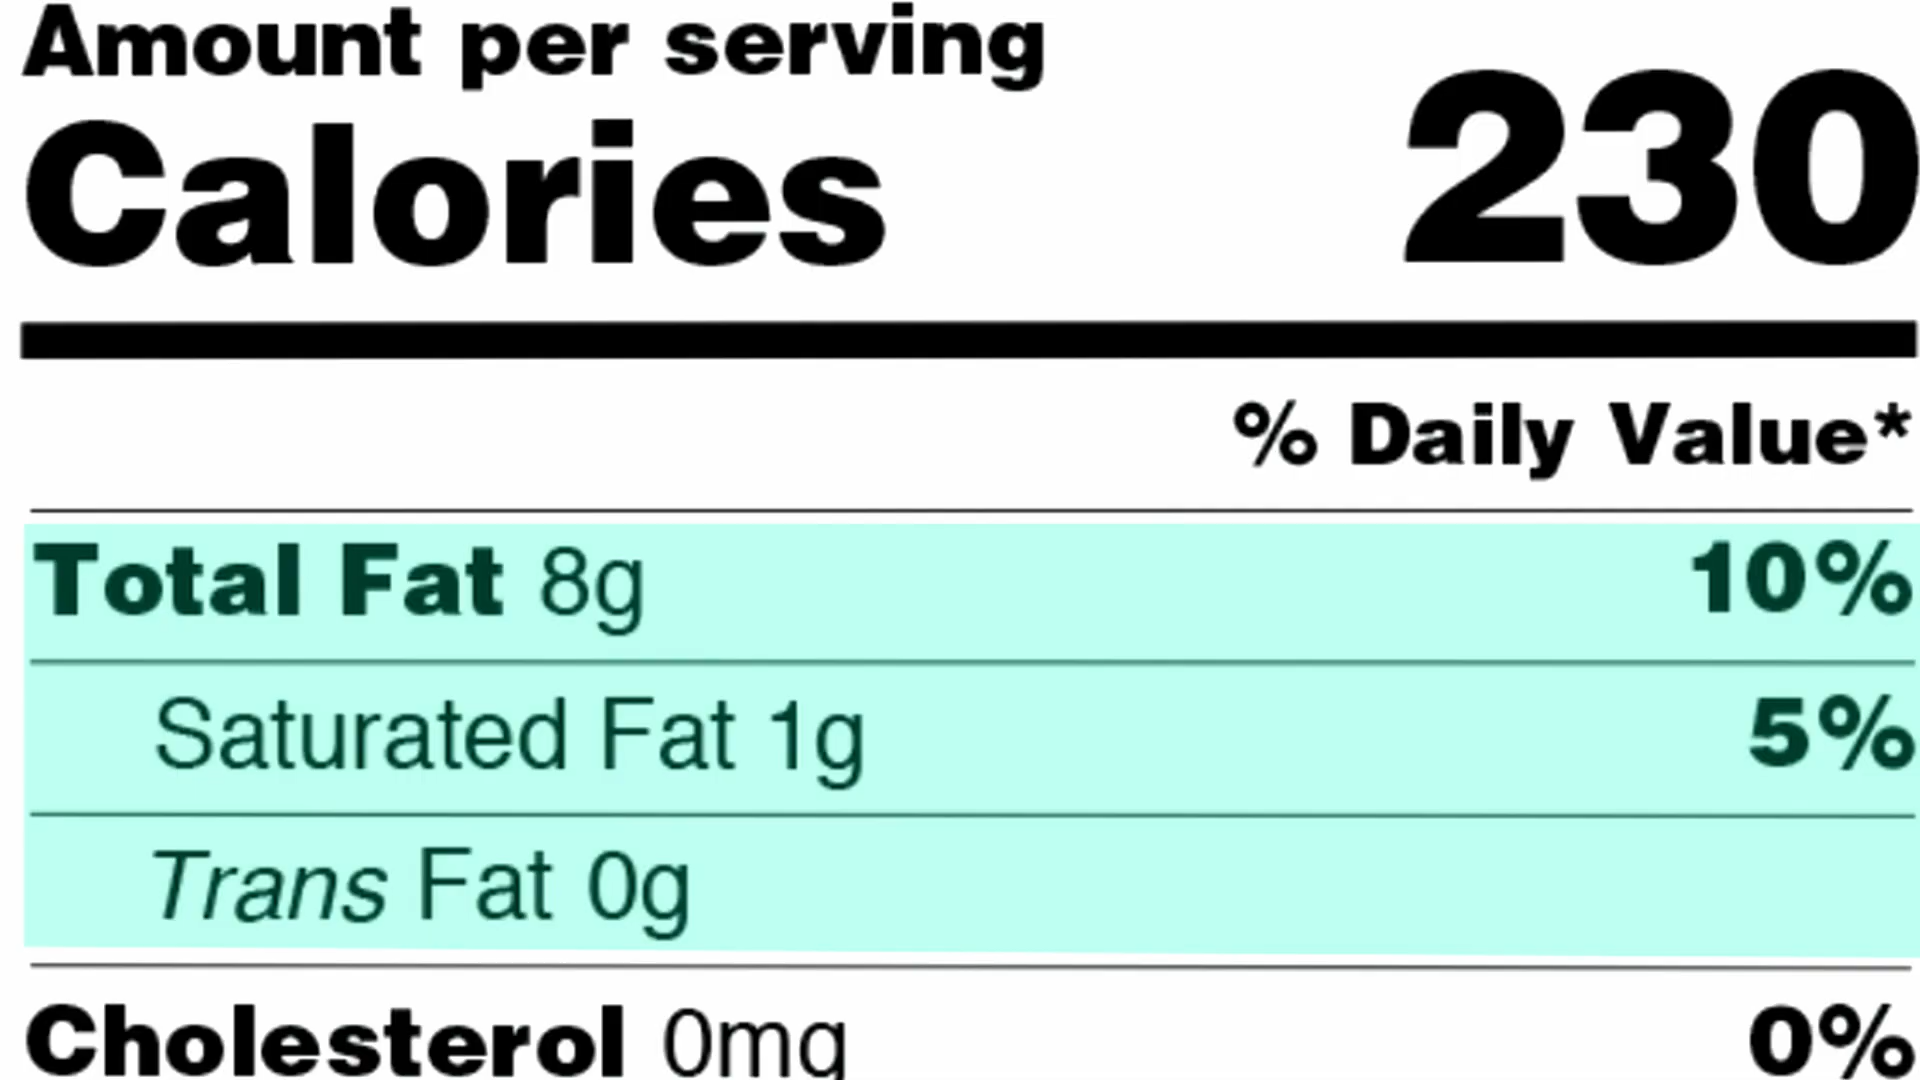 Amount per serving
Calories 230
% Daily Value*
Total Fat 8g 10%
Saturated Fat 1g 5%
Trans Fat 0g
Cholesterol 0mg 0%